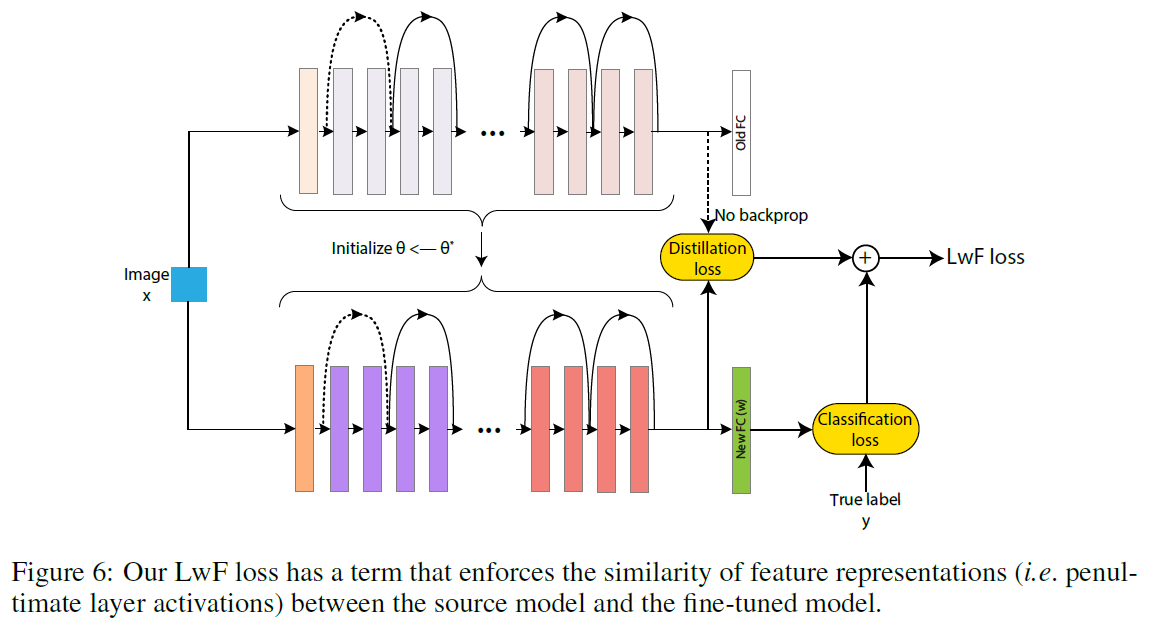 Old FC
No backprop
Initialize θ <— θ*
Distillation
loss
+
LwF loss
Image
x
New FC (w)
Classification
loss
True label
y
Figure 6: Our LwF loss has a term that enforces the similarity of feature representations (i.e. penul-
timate layer activations) between the source model and the fine-tuned model.